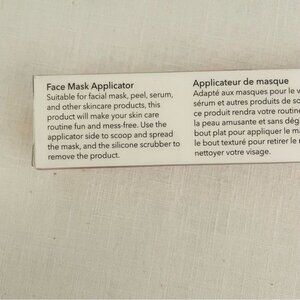 Face Mask Applicator
Suitable for facial mask, peel, serum,
and other skincare products, this
product will make your skin care
routine fun and mess-free. Use the
applicator side to scoop and spread
the mask, and the silicone scrubber to
remove the product.
Applicateur de masque
Adapté aux masques pour le v
sérum et autres produits de so
ce produit rendra votre routine
la peau amusante et sans dég
bout plat pour appliquer le ma
le bout texturé pour retirer le r
nettoyer votre visage.